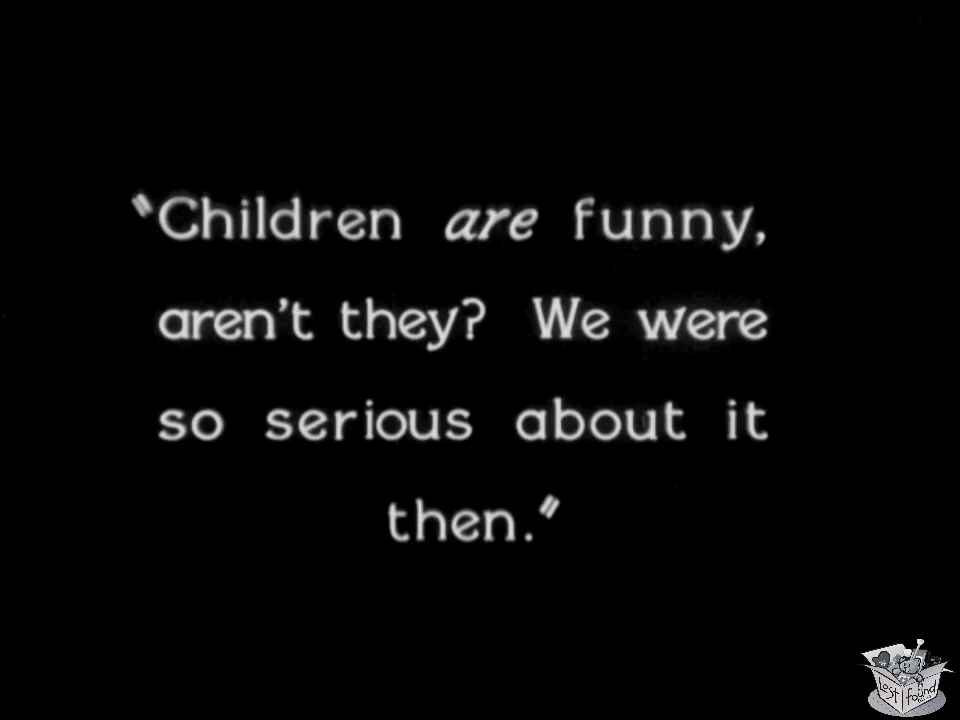 "Children are funny,
aren't they? We were
so serious about it
then."
Lost
found